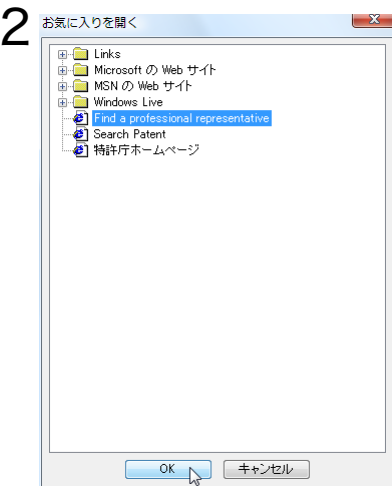 2
お気に入りを開く
Links
Microsoft の Web サイト
MSN の Web サイト
Windows Live
Find a professional representative
Search Patent
特許庁ホームページ
OK
キャンセル